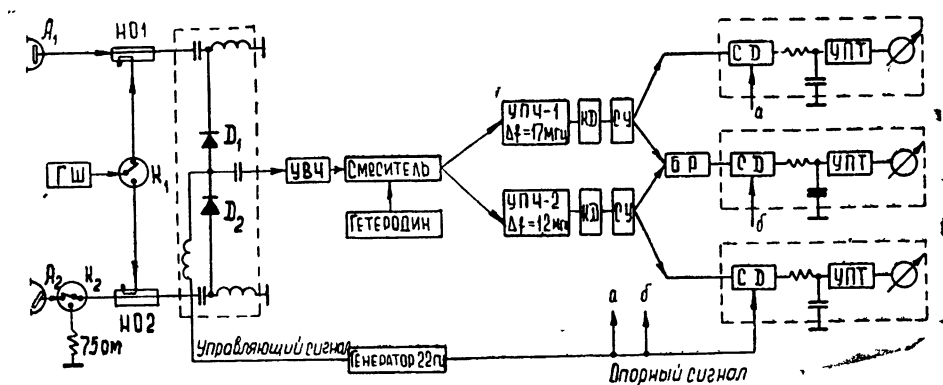 А₁
НО1
СД
УПТ
а
УПЧ-1
Δf=17мгц
КД
СУ
D₁
ГШ
К₁
УВЧ
СМЕСИТЕЛЬ
БР
СД
УПТ
б
D₂
ГЕТЕРОДИН
УПЧ-2
Δf=12мгц
КД
СУ
А₂
К₂
НО2
СД
УПТ
75ом
а
б
Управляющий сигнал
ГЕНЕРАТОР 22гц
Опорный сигнал